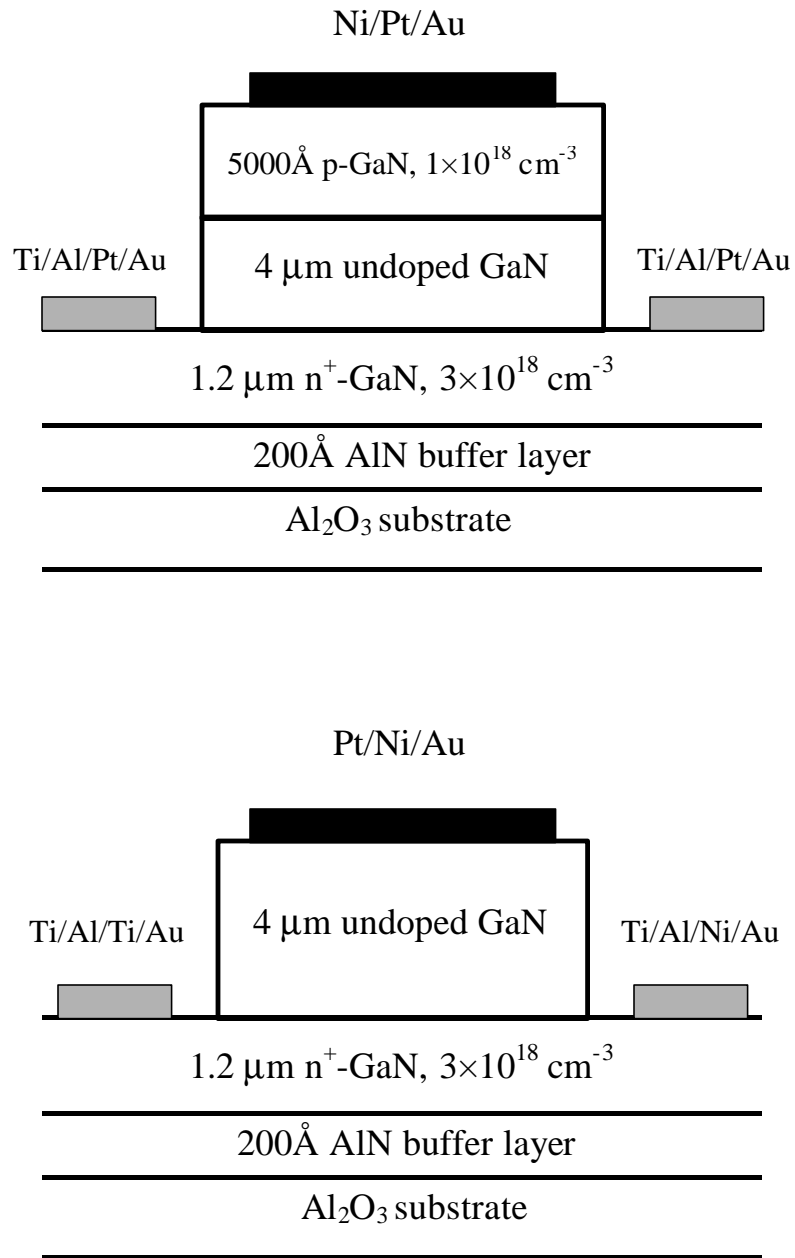 Ni/Pt/Au
5000Å p-GaN, 1×10¹⁸ cm⁻³
Ti/Al/Pt/Au
4 μm undoped GaN
Ti/Al/Pt/Au
1.2 μm n⁺-GaN, 3×10¹⁸ cm⁻³
200Å AlN buffer layer
Al₂O₃ substrate
Pt/Ni/Au
Ti/Al/Ti/Au
4 μm undoped GaN
Ti/Al/Ni/Au
1.2 μm n⁺-GaN, 3×10¹⁸ cm⁻³
200Å AlN buffer layer
Al₂O₃ substrate